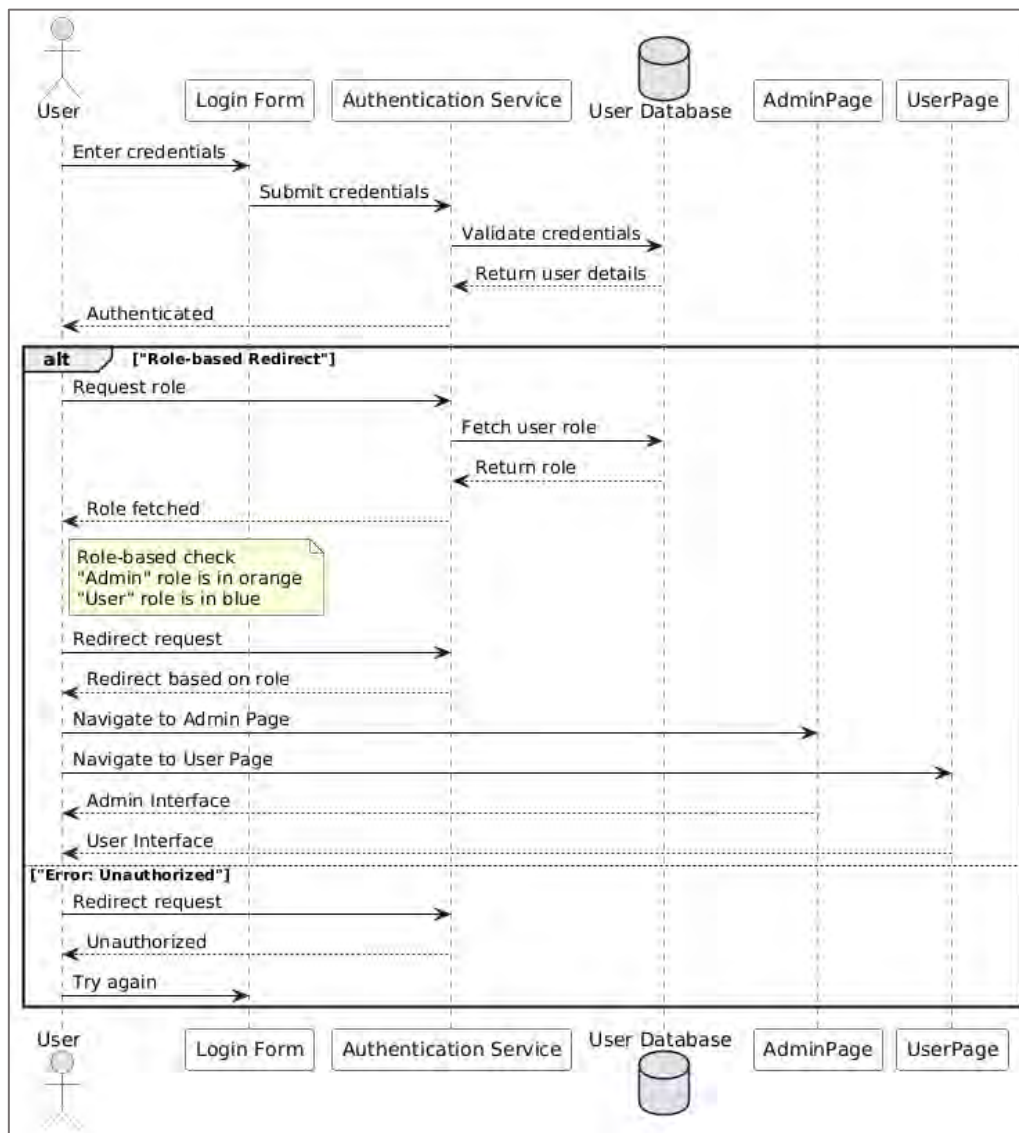 User
Login Form
Authentication Service
User Database
AdminPage
UserPage
Enter credentials
Submit credentials
Validate credentials
Return user details
Authenticated
alt ["Role-based Redirect"]
Request role
Fetch user role
Return role
Role fetched
Role-based check
"Admin" role is in orange
"User" role is in blue
Redirect request
Redirect based on role
Navigate to Admin Page
Navigate to User Page
Admin Interface
User Interface
["Error: Unauthorized"]
Redirect request
Unauthorized
Try again
User
Login Form
Authentication Service
User Database
AdminPage
UserPage